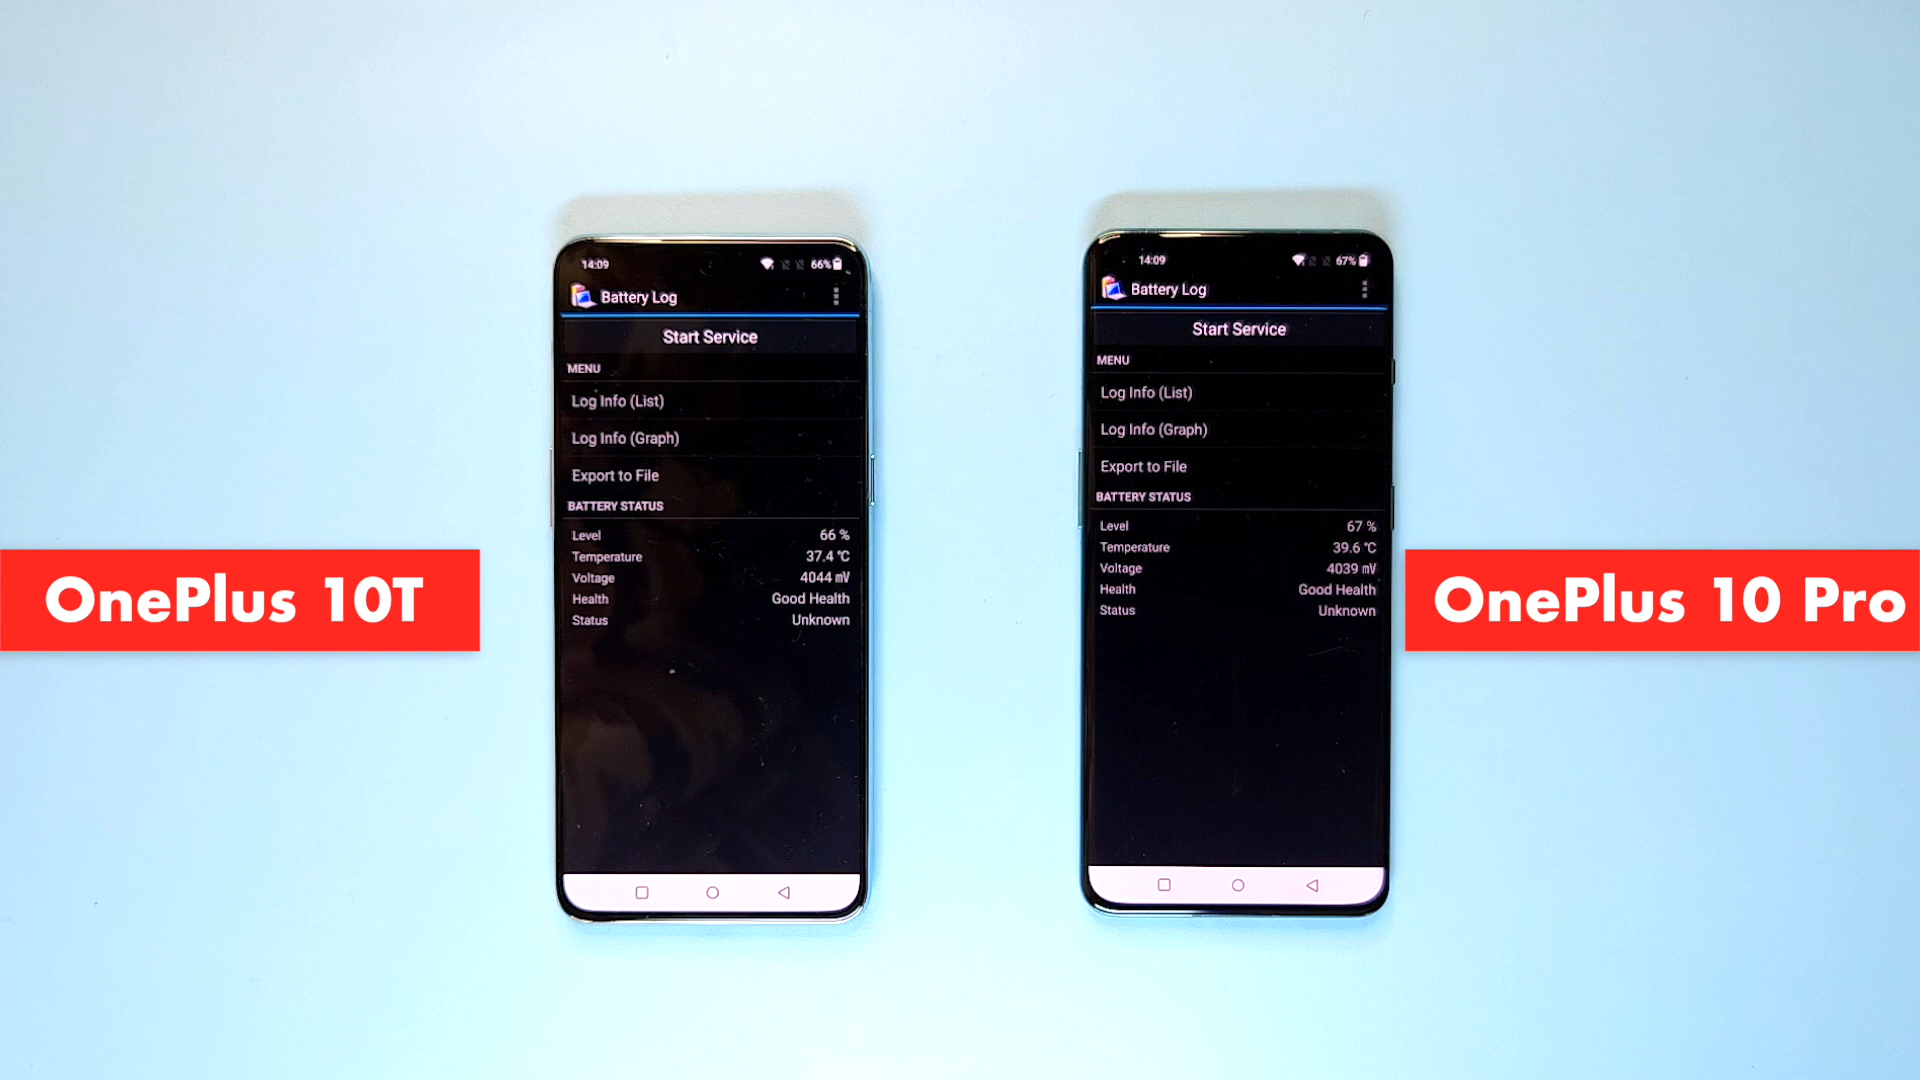 14:09
66%
Battery Log
Start Service
MENU
Log Info (List)
Log Info (Graph)
Export to File
BATTERY STATUS
Level 66 %
Temperature 37.4 °C
Voltage 4044 mV
Health Good Health
Status Unknown
OnePlus 10T
14:09
67%
Battery Log
Start Service
MENU
Log Info (List)
Log Info (Graph)
Export to File
BATTERY STATUS
Level 67 %
Temperature 39.6 °C
Voltage 4039 mV
Health Good Health
Status Unknown
OnePlus 10 Pro